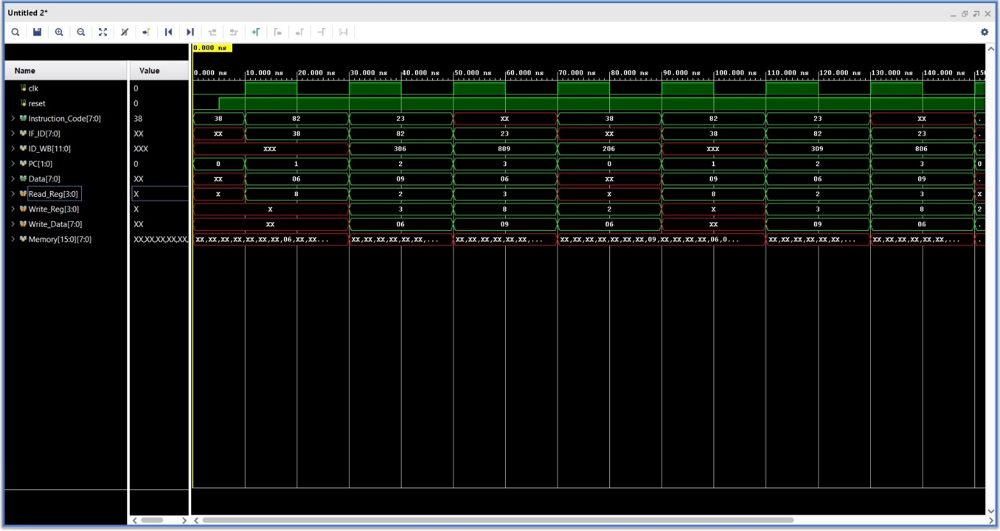 Untitled 2*
0.000 ns
Name Value
0.000 ns 10.000 ns 20.000 ns 30.000 ns 40.000 ns 50.000 ns 60.000 ns 70.000 ns 80.000 ns 90.000 ns 100.000 ns 110.000 ns 120.000 ns 130.000 ns 140.000 ns 150
clk 0
reset 0
Instruction_Code[7:0] 38 38 82 23 XX 38 82 23 XX .
IF_ID[7:0] XX XX 38 82 23 XX 38 82 23 .
ID_WB[11:0] XXX XXX 306 809 206 XXX 309 806 .
PC[1:0] 0 0 1 2 3 0 1 2 3 0
Data[7:0] XX XX 06 09 06 XX 09 06 09 .
Read_Reg[3:0] X X 8 2 3 X 8 2 3 X
Write_Reg[3:0] X X 3 8 2 X 3 8 2
Write_Data[7:0] XX XX 06 09 06 XX 09 06 .
Memory[15:0][7:0] XX,XX,XX,XX,XX, XX,XX,XX,XX,XX,XX,XX,06,XX,XX... XX,XX,XX,XX,XX,XX,... XX,XX,XX,XX,XX,XX,... XX,XX,XX,XX,XX,XX,XX,09,XX,XX,XX,XX,06,0... XX,XX,XX,XX,XX,XX,... XX,XX,XX,XX,XX,XX,... .